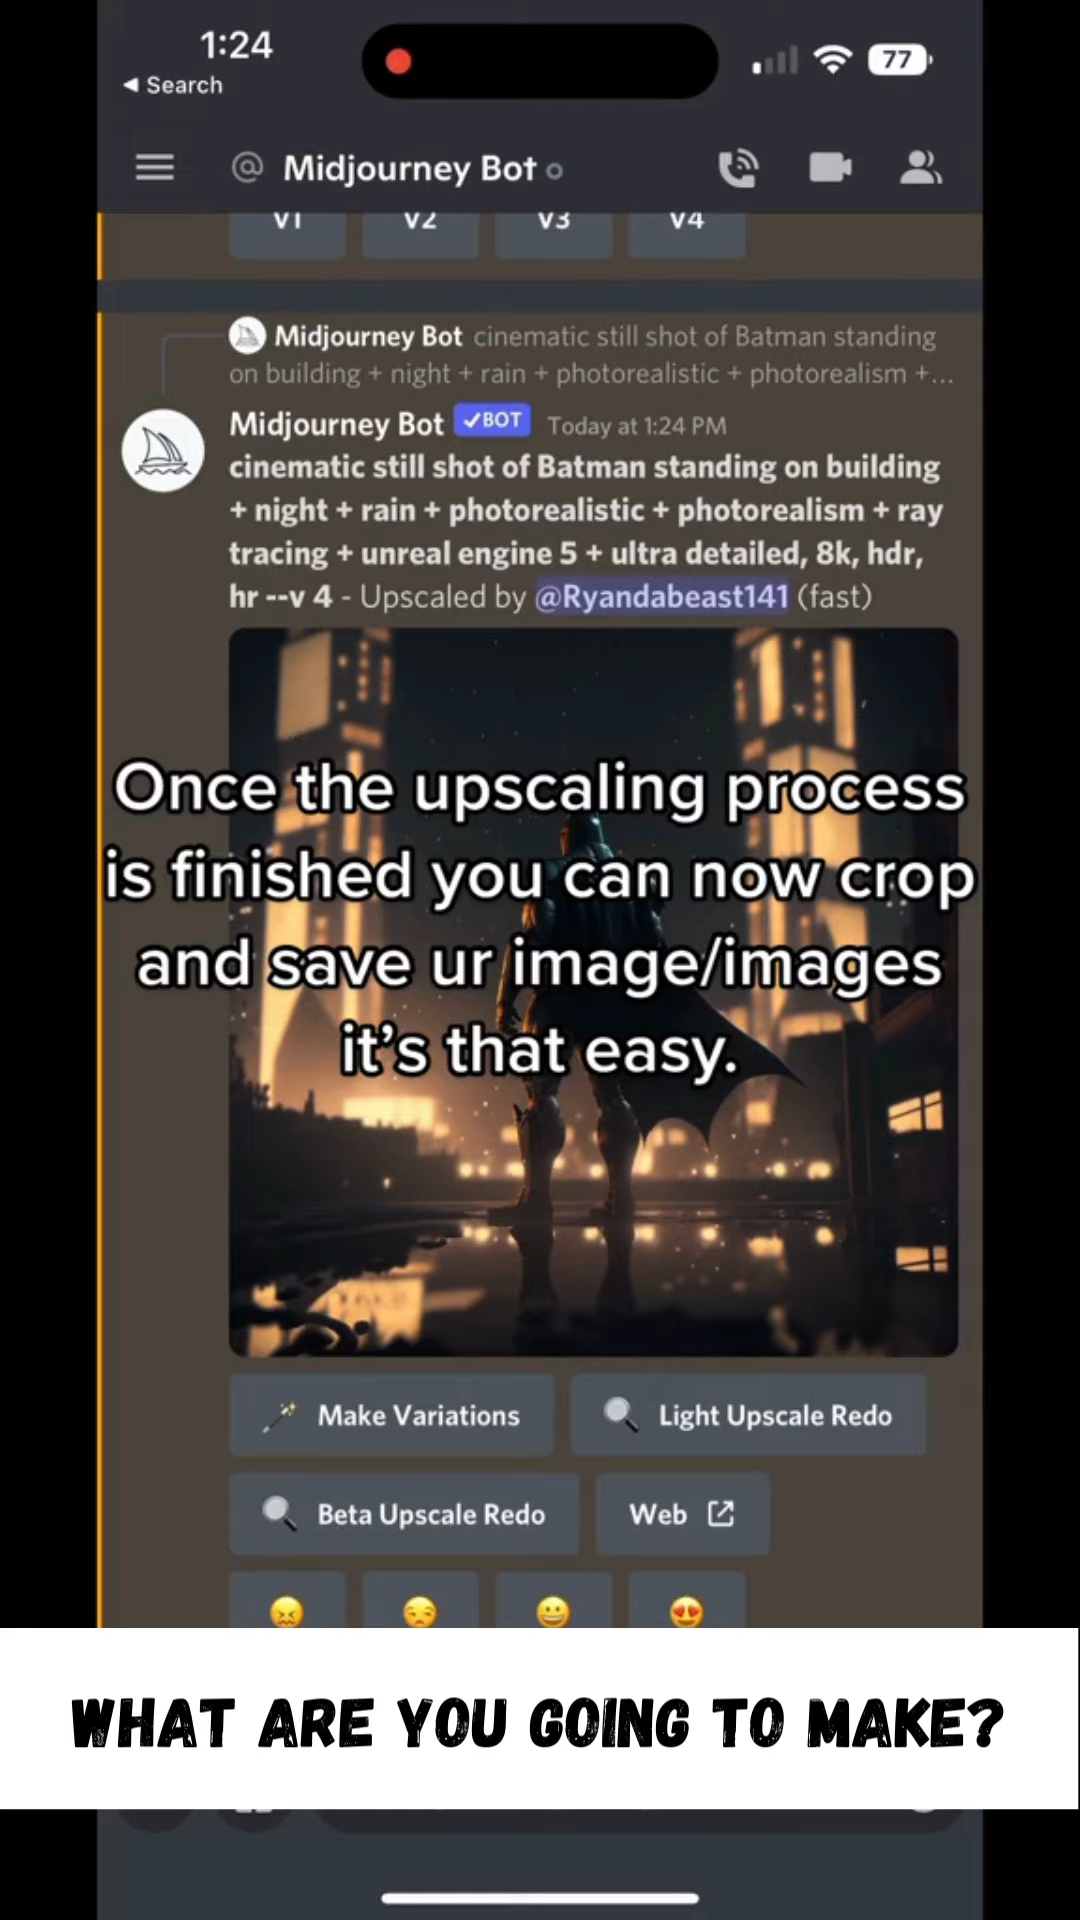 1:24
77
◀ Search
@ Midjourney Bot
V1 V2 V3 V4
Midjourney Bot cinematic still shot of Batman standing
on building + night + rain + photorealistic + photorealism +...
Midjourney Bot ✓BOT Today at 1:24 PM
cinematic still shot of Batman standing on building
+ night + rain + photorealistic + photorealism + ray
tracing + unreal engine 5 + ultra detailed, 8k, hdr,
hr --v 4 - Upscaled by @Ryandabeast141 (fast)
Once the upscaling process
is finished you can now crop
and save ur image/images
it's that easy.
Make Variations
Light Upscale Redo
Beta Upscale Redo
Web
WHAT ARE YOU GOING TO MAKE?